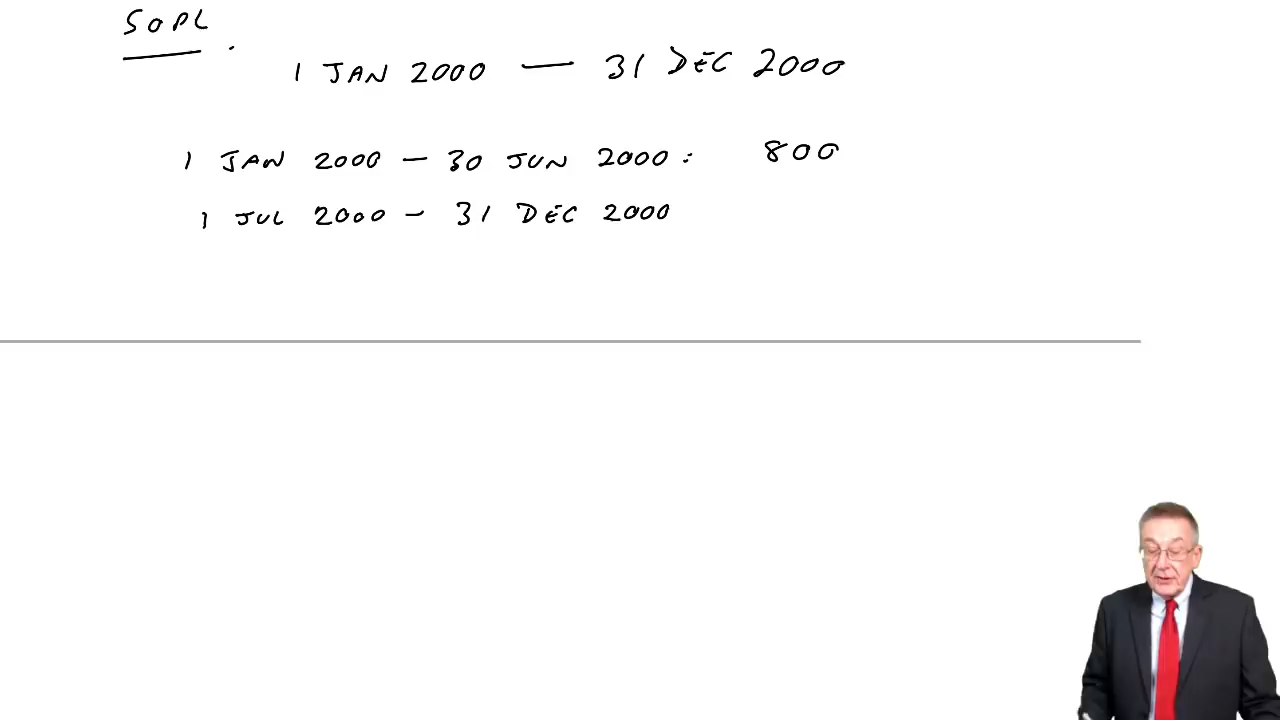 SOPL
1 JAN 2000 — 31 DEC 2000
1 JAN 2000 — 30 JUN 2000 : 800
1 JUL 2000 — 31 DEC 2000